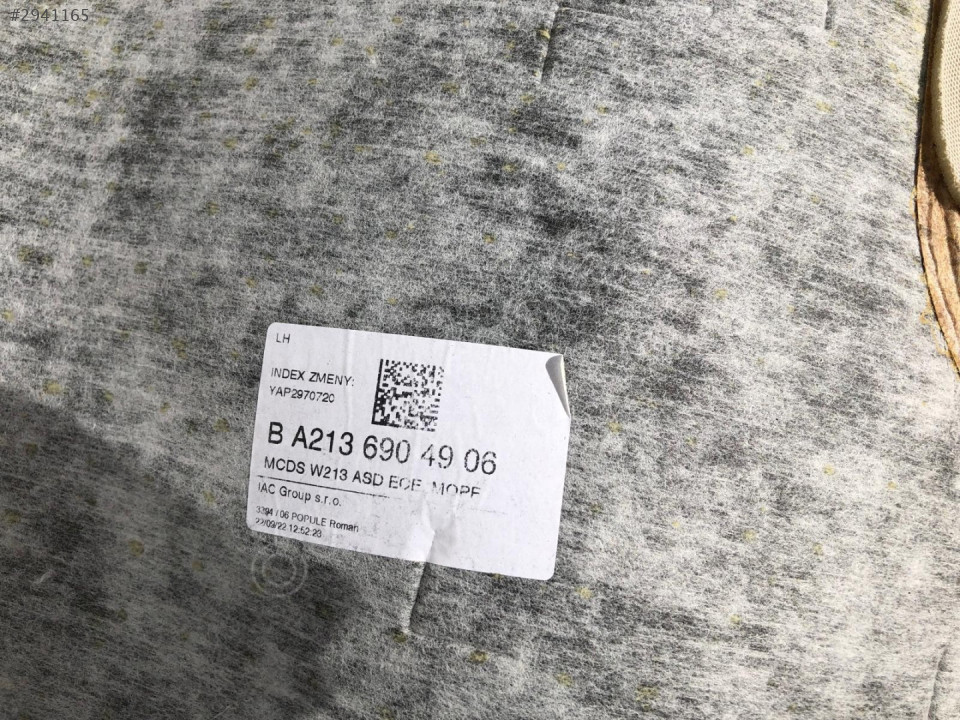 #2941165
LH
INDEX ZMENY:
YAP2970720
B A213 690 49 06
MCDS W213 ASD ECE MOPF
IAC Group s.r.o.
3294 / 06 POPULE Roman
22/09/22 12:52:23